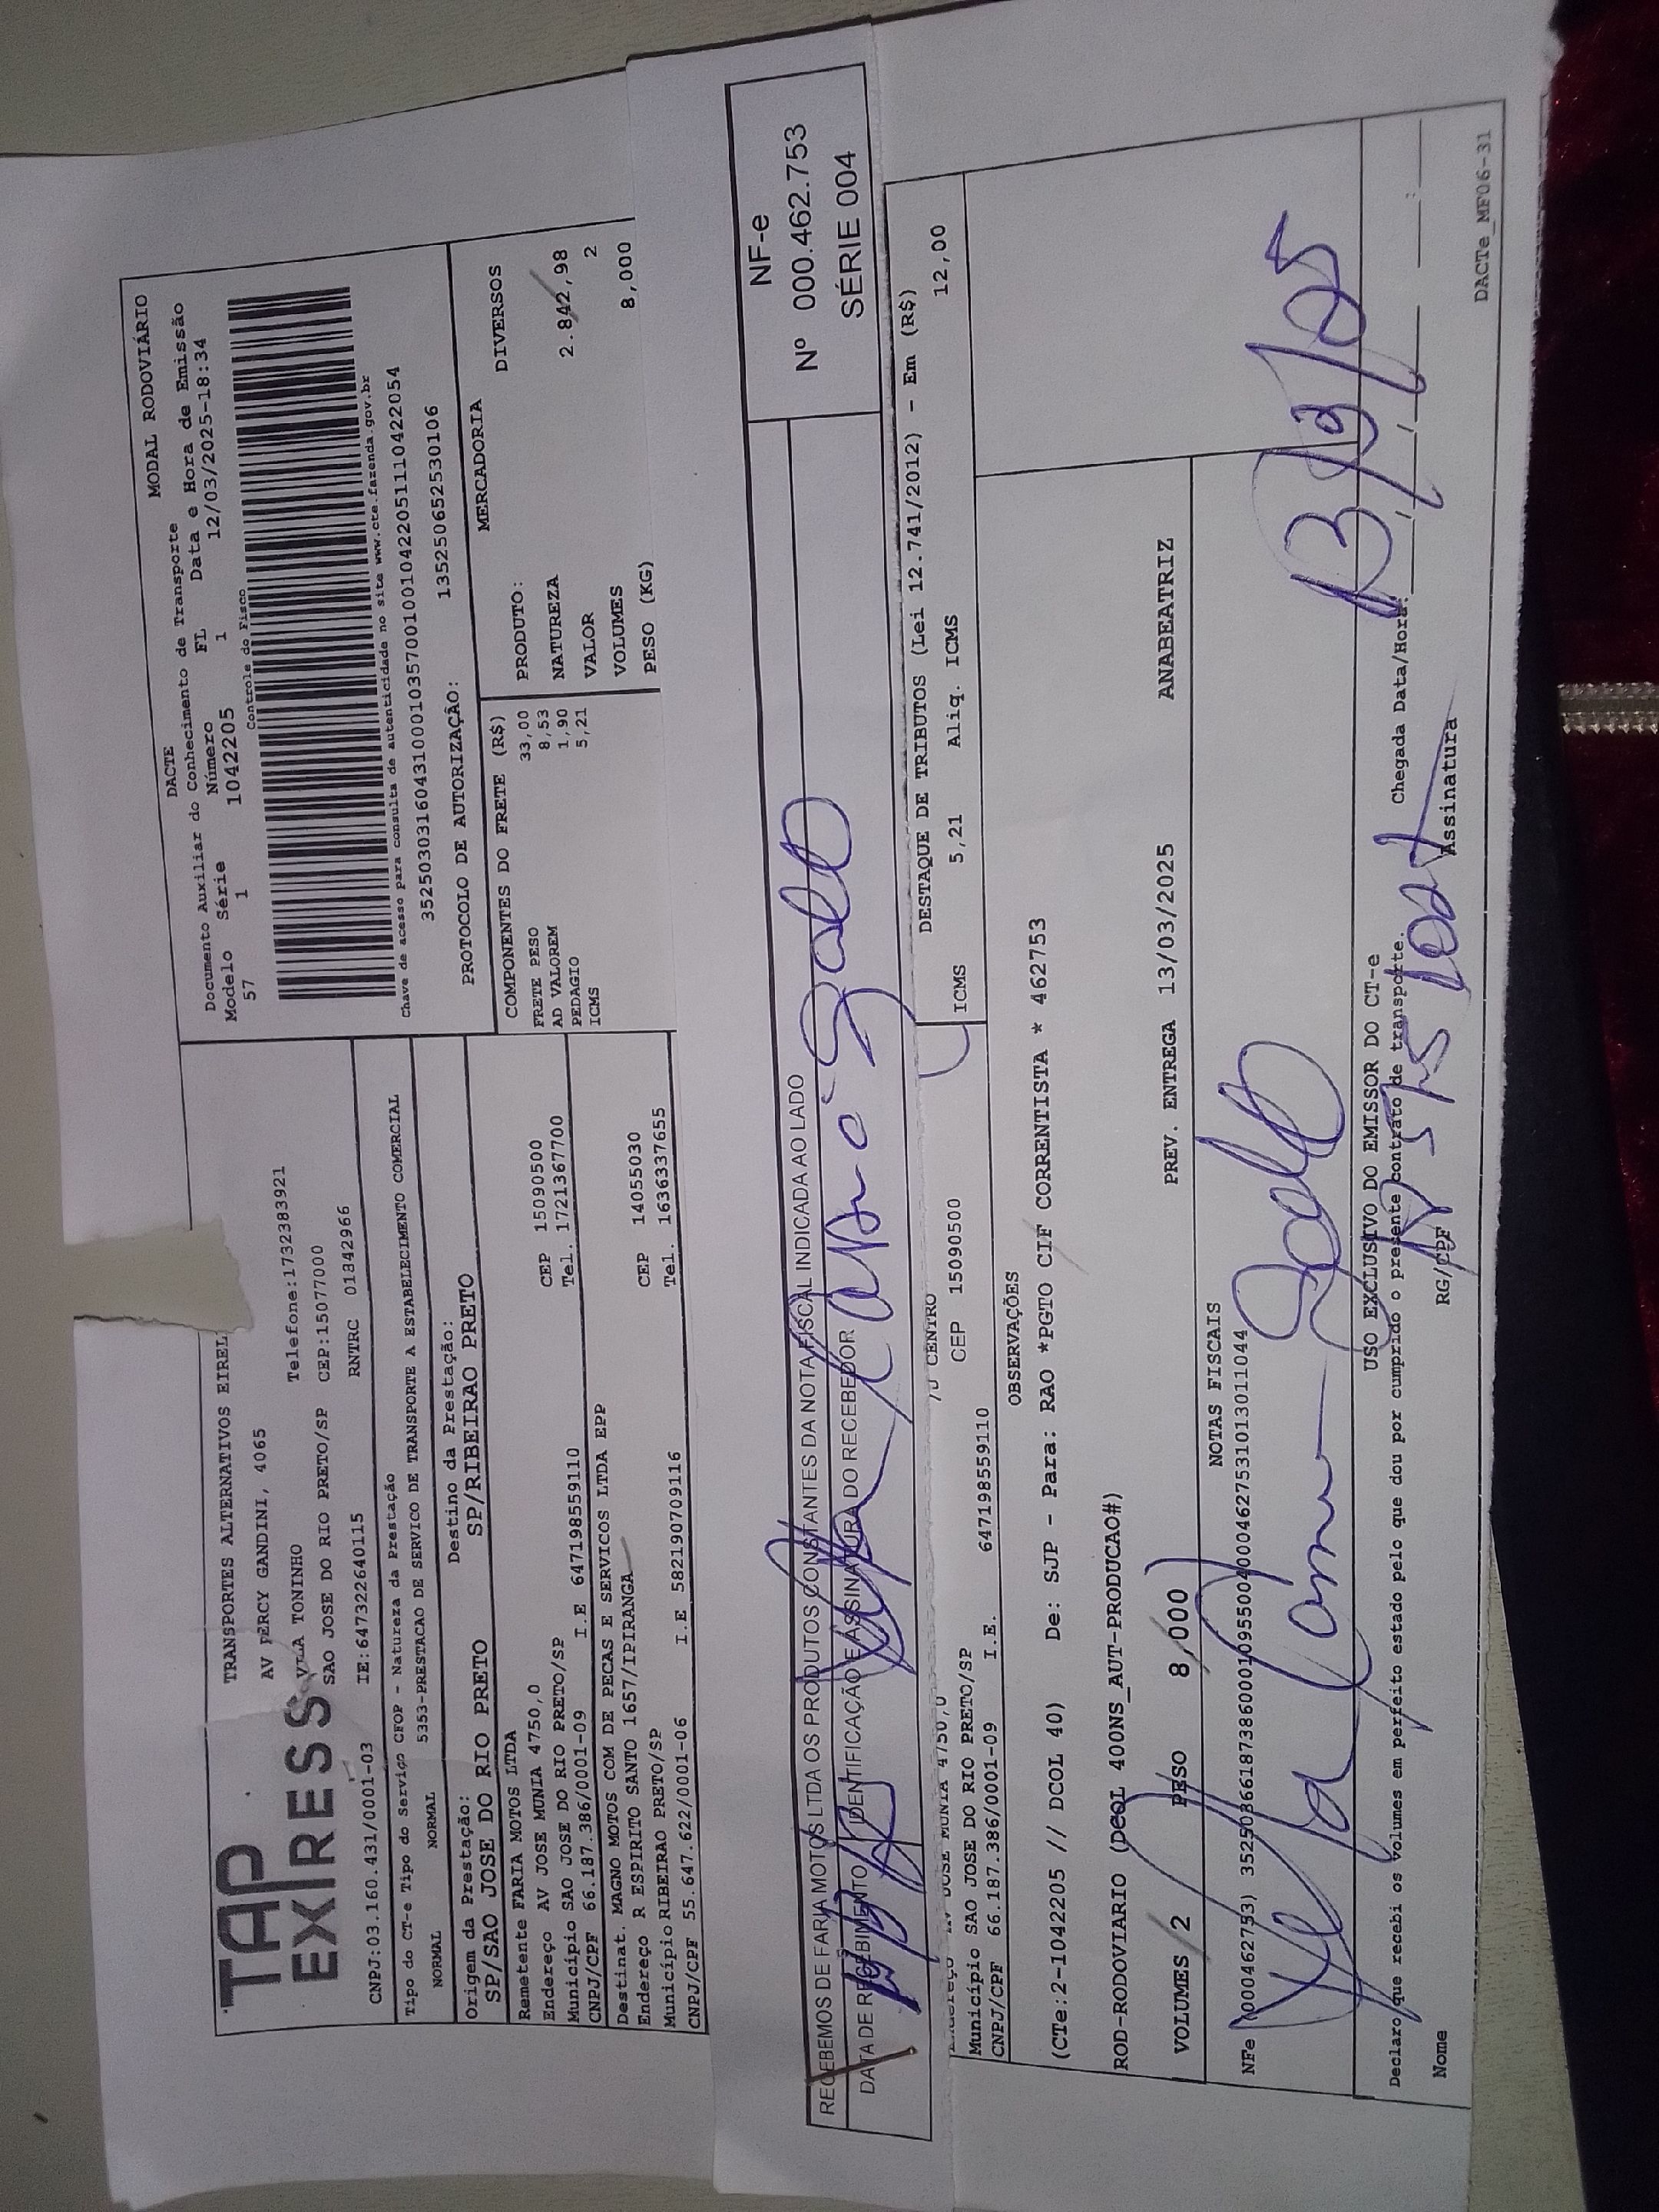 TAP
EXPRESS
TRANSPORTES ALTERNATIVOS EIREL
AV PERCY GANDINI, 4065
VILA TONINHO Telefone:1732383921
SAO JOSE DO RIO PRETO/SP CEP:15077000
CNPJ:03.160.431/0001-03 IE:647322640115 RNTRC 01342966
Tipo do CT-e Tipo do Serviço CFOP - Natureza da Prestação
NORMAL NORMAL 5353-PRESTACAO DE SERVICO DE TRANSPORTE A ESTABELECIMENTO COMERCIAL
Origem da Prestação: Destino da Prestação:
SP/SAO JOSE DO RIO PRETO SP/RIBEIRAO PRETO
Remetente FARIA MOTOS LTDA
Endereço AV JOSE MUNIA 4750,0 CEP 15090500
Município SAO JOSE DO RIO PRETO/SP Tel. 1721367700
CNPJ/CPF 66.187.386/0001-09 I.E 647198559110
Destinat. MAGNO MOTOS COM DE PECAS E SERVICOS LTDA EPP
Endereço R ESPIRITO SANTO 1657/IPIRANGA CEP 14055030
Município RIBEIRAO PRETO/SP Tel. 1636337655
CNPJ/CPF 55.647.622/0001-06 I.E 582190709116
DACTE MODAL RODOVIÁRIO
Documento Auxiliar do Conhecimento de Transporte
Modelo Série Número FL Data e Hora de Emissão
57 1 1042205 1 12/03/2025-18:34
Controle do Fisco
Chave de acesso para consulta de autenticidade no site www.cte.fazenda.gov.br
35250303160431000103570010010422051110422054
PROTOCOLO DE AUTORIZAÇÃO: 135250652530106
COMPONENTES DO FRETE (R$) MERCADORIA
FRETE PESO 33,00
AD VALOREM 8,53
PEDAGIO 1,90
ICMS 5,21
PRODUTO: DIVERSOS
NATUREZA
VALOR 2.842,98
VOLUMES 2
PESO (KG) 8,000
RECEBEMOS DE FARIA MOTOS LTDA OS PRODUTOS CONSTANTES DA NOTA FISCAL INDICADA AO LADO
DATA DE RECEBIMENTO IDENTIFICAÇÃO E ASSINATURA DO RECEBEDOR
NF-e
Nº 000.462.753
SÉRIE 004
Endereço AV JOSE MUNIA 4750,0 CENTRO
Município SAO JOSE DO RIO PRETO/SP CEP 15090500
CNPJ/CPF 66.187.386/0001-09 I.E. 647198559110
DESTAQUE DE TRIBUTOS (Lei 12.741/2012) - Em (R$)
ICMS 5,21 Aliq. ICMS 12,00
OBSERVAÇÕES
(CTe:2-1042205 // DCOL 40) De: SJP - Para: RAO *PGTO CIF CORRENTISTA * 462753
ROD-RODOVIARIO (DCOL 400NS_AUT-PRODUCAO#)
VOLUMES 2 PESO 8,000 PREV. ENTREGA 13/03/2025 ANABEATRIZ
NOTAS FISCAIS
NFe (000462753) 35250366187386000109550040004627531013011044
13/3/25
USO EXCLUSIVO DO EMISSOR DO CT-e
Declaro que recebi os volumes em perfeito estado pelo que dou por cumprido o presente contrato de transporte. Chegada Data/Hora:
Nome RG/CPF Assinatura
DACTe_MF06-31